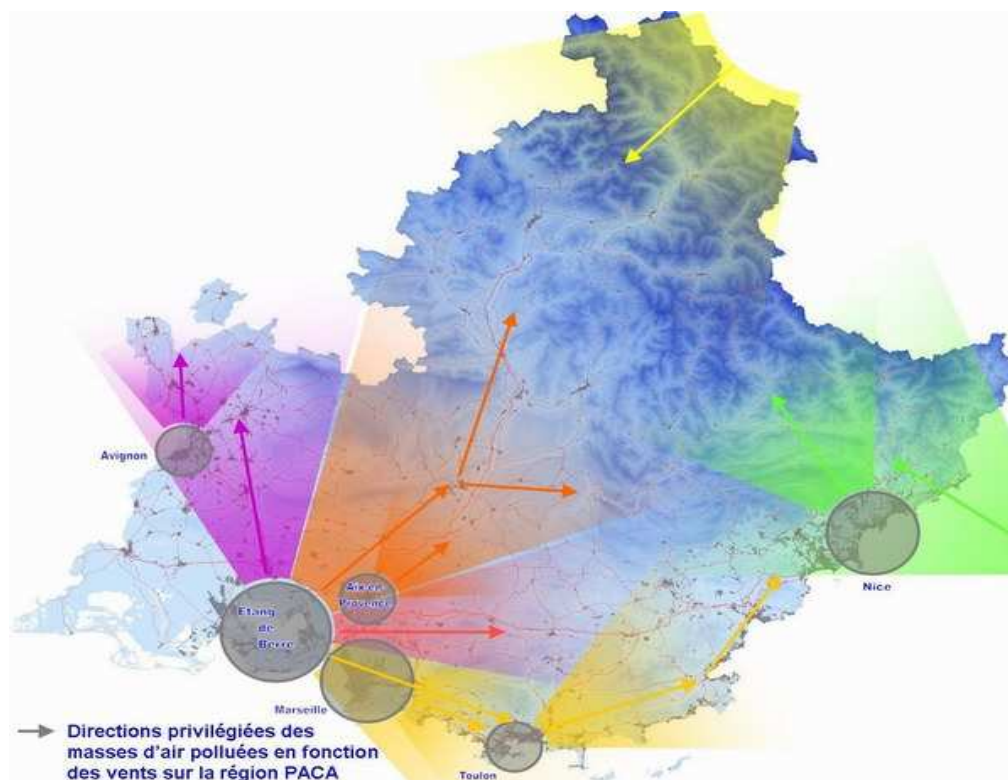 Avignon
Aix en
Provence
Etang
de
Berre
Nice
Marseille
Toulon
Directions privilégiées des
masses d'air polluées en fonction
des vents sur la région PACA